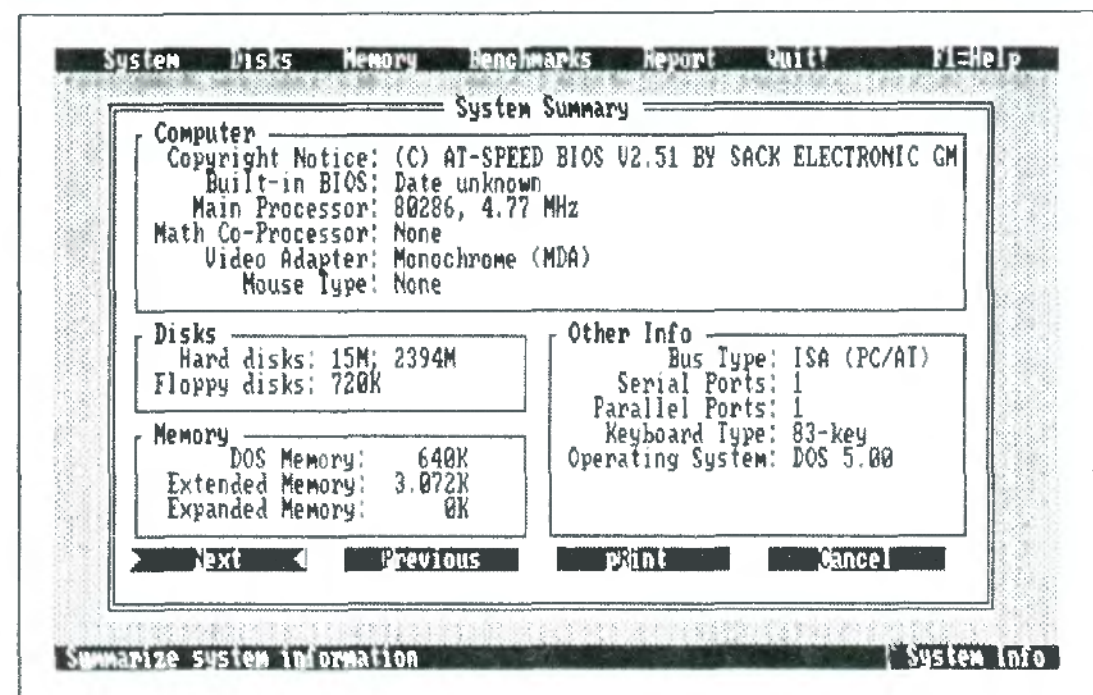 System Disks Memory Benchmarks Report Quit! F1=Help
System Summary
Computer
Copyright Notice: (C) AT-SPEED BIOS V2.51 BY SACK ELECTRONIC GM
Built-in BIOS: Date unknown
Main Processor: 80286, 4.77 MHz
Math Co-Processor: None
Video Adapter: Monochrome (MDA)
Mouse Type: None
Disks
Hard disks: 15M, 2394M
Floppy disks: 720K
Memory
DOS Memory: 640K
Extended Memory: 3.072K
Expanded Memory: 0K
Other Info
Bus Type: ISA (PC/AT)
Serial Ports: 1
Parallel Ports: 1
Keyboard Type: 83-key
Operating System: DOS 5.00
Next Previous pRint Cancel
Summarize system information System Info